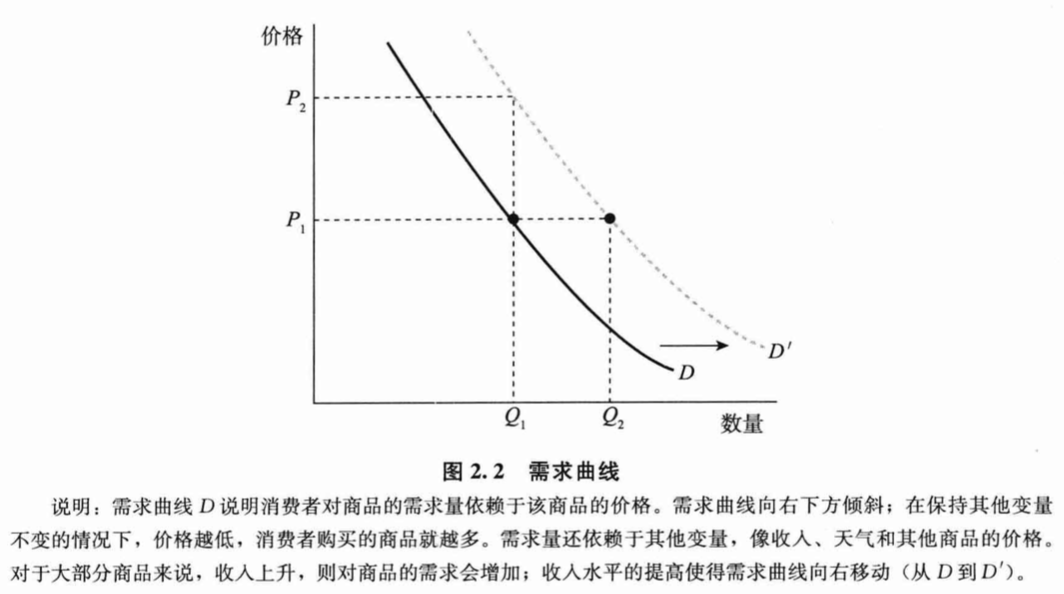 价格
P₂
P₁
D′
D
Q₁ Q₂
数量
图 2.2 需求曲线
说明：需求曲线 D 说明消费者对商品的需求量依赖于该商品的价格。需求曲线向右下方倾斜；在保持其他变量
不变的情况下，价格越低，消费者购买的商品就越多。需求量还依赖于其他变量，像收入、天气和其他商品的价格。
对于大部分商品来说，收入上升，则对商品的需求会增加；收入水平的提高使得需求曲线向右移动（从 D 到 D′）。